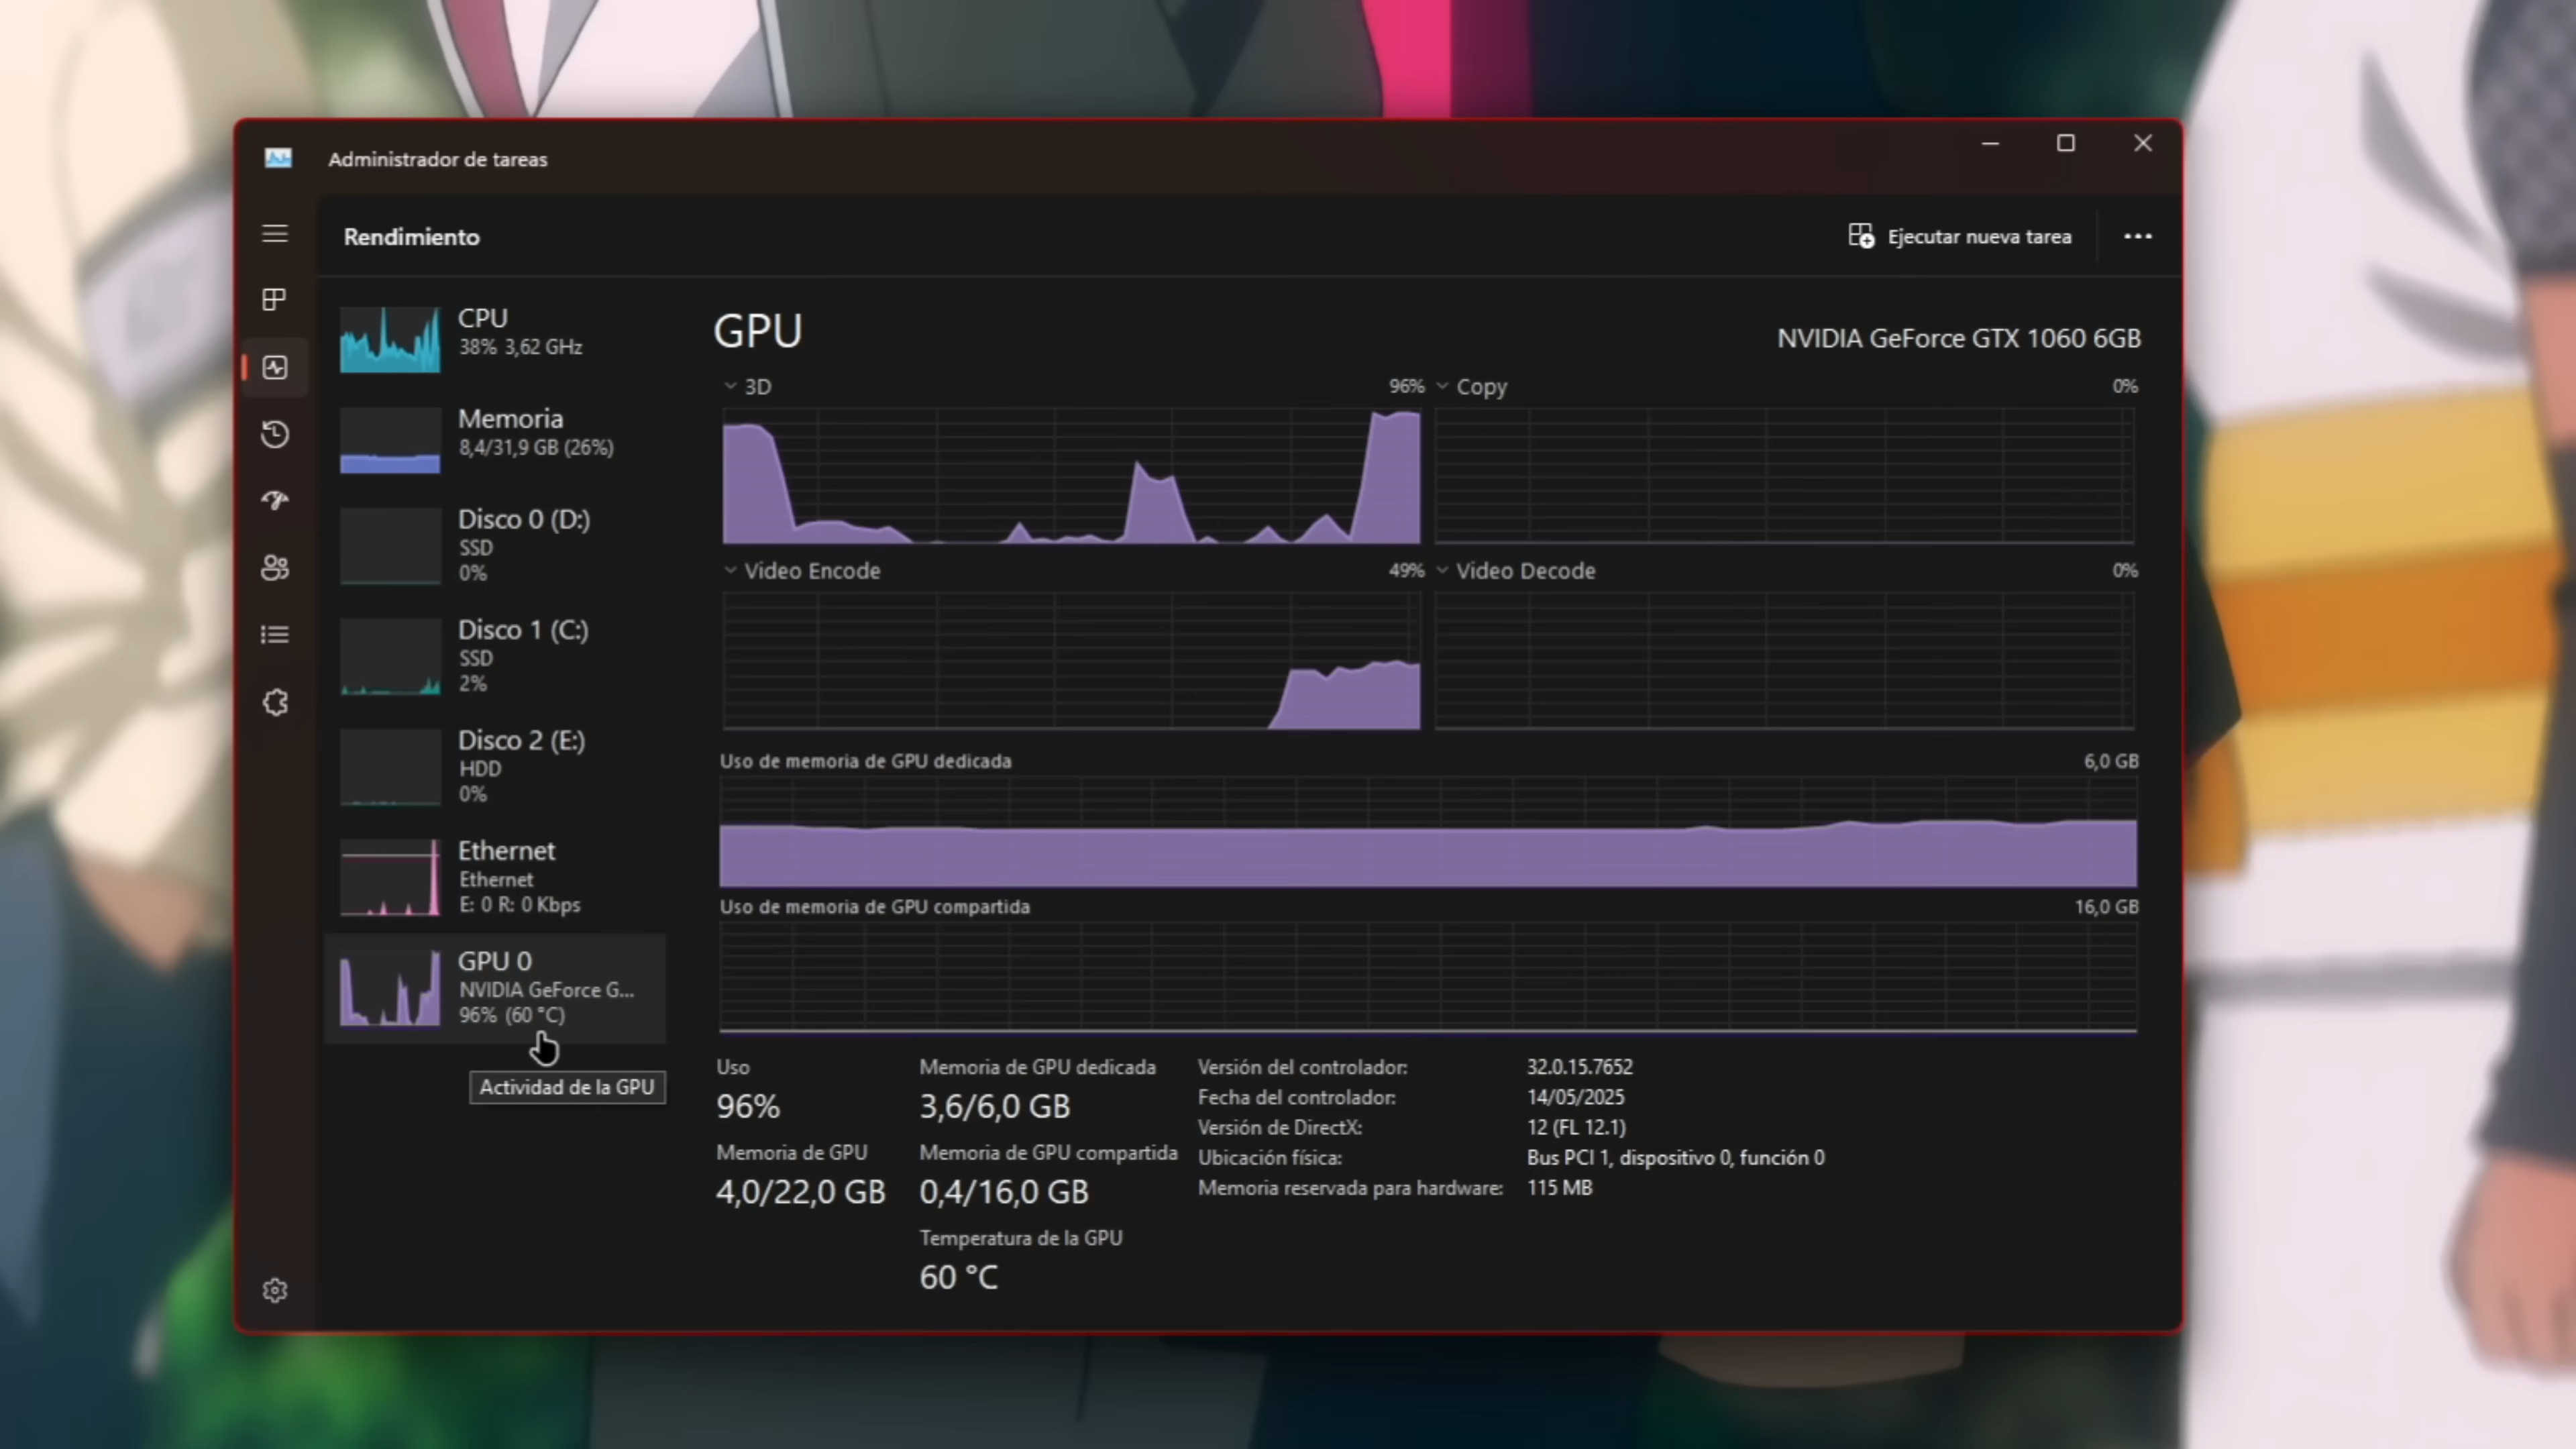 Administrador de tareas
Rendimiento
Ejecutar nueva tarea
CPU
38% 3,62 GHz
Memoria
8,4/31,9 GB (26%)
Disco 0 (D:)
SSD
0%
Disco 1 (C:)
SSD
2%
Disco 2 (E:)
HDD
0%
Ethernet
Ethernet
E: 0 R: 0 Kbps
GPU 0
NVIDIA GeForce G...
96% (60 °C)
Actividad de la GPU
GPU
NVIDIA GeForce GTX 1060 6GB
3D 96%
Copy 0%
Video Encode 49%
Video Decode 0%
Uso de memoria de GPU dedicada 6,0 GB
Uso de memoria de GPU compartida 16,0 GB
Uso
96%
Memoria de GPU dedicada
3,6/6,0 GB
Memoria de GPU
4,0/22,0 GB
Memoria de GPU compartida
0,4/16,0 GB
Temperatura de la GPU
60 °C
Versión del controlador: 32.0.15.7652
Fecha del controlador: 14/05/2025
Versión de DirectX: 12 (FL 12.1)
Ubicación física: Bus PCI 1, dispositivo 0, función 0
Memoria reservada para hardware: 115 MB